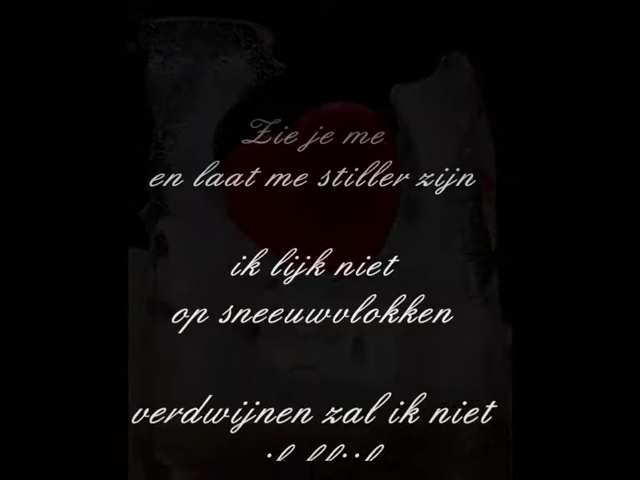 Zie je me
en laat me stiller zijn
ik lijk niet
op sneeuwvlokken
verdwijnen zal ik niet